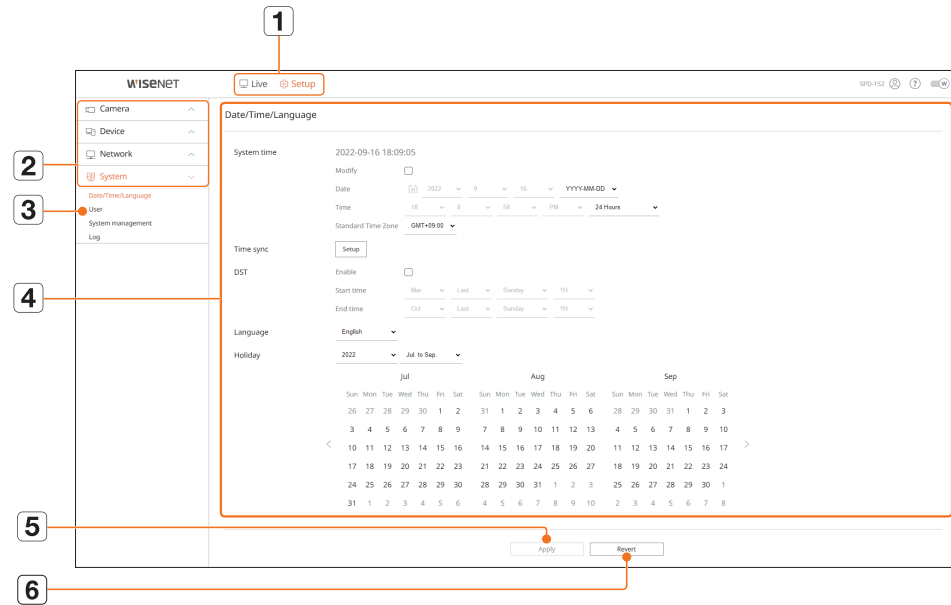 1
WISENET
Live Setup
SPD-152 ? W
Camera
Device
Network
System
Date/Time/Language
User
System management
Log
2
3
4
5
6
Date/Time/Language
System time 2022-09-16 18:09:05
Modify
Date 2022 9 16 YYYY-MM-DD
Time 18 8 58 PM 24 Hours
Standard Time Zone GMT+09:00
Time sync Setup
DST Enable
Start time Mar Last Sunday 1H
End time Oct Last Sunday 1H
Language English
Holiday 2022 Jul. to Sep.
Jul Aug Sep
Sun Mon Tue Wed Thu Fri Sat Sun Mon Tue Wed Thu Fri Sat Sun Mon Tue Wed Thu Fri Sat
26 27 28 29 30 1 2 31 1 2 3 4 5 6 28 29 30 31 1 2 3
3 4 5 6 7 8 9 7 8 9 10 11 12 13 4 5 6 7 8 9 10
< 10 11 12 13 14 15 16 14 15 16 17 18 19 20 11 12 13 14 15 16 17 >
17 18 19 20 21 22 23 21 22 23 24 25 26 27 18 19 20 21 22 23 24
24 25 26 27 28 29 30 28 29 30 31 1 2 3 25 26 27 28 29 30 1
31 1 2 3 4 5 6 4 5 6 7 8 9 10 2 3 4 5 6 7 8
Apply Revert